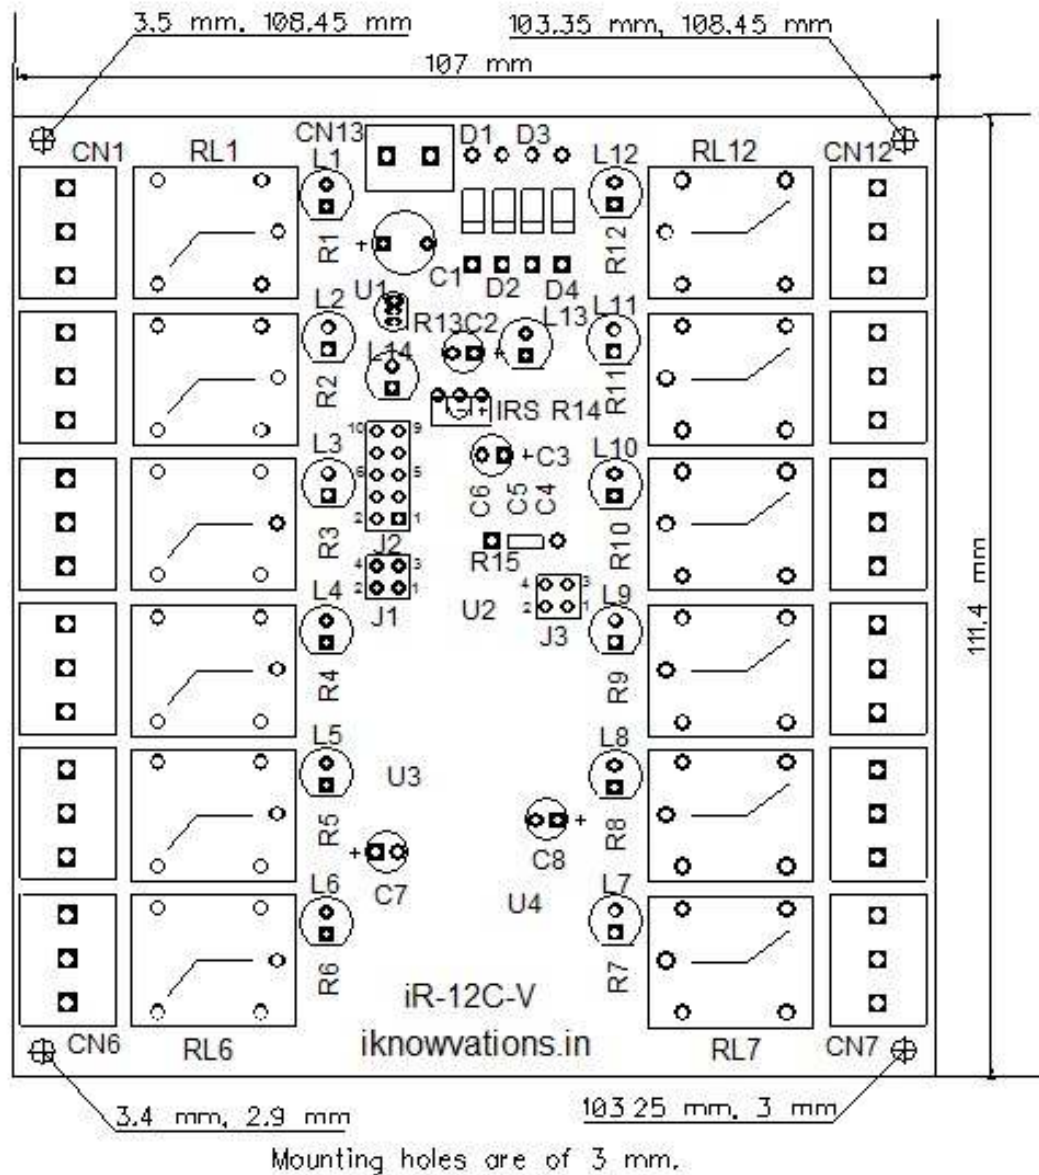 3.5 mm, 108.45 mm
103.35 mm, 108.45 mm
107 mm
CN13 D1 D3
CN1 RL1 L1 L12 RL12 CN12
R1 + C1 D2 D4 R12
U1
L2 R13 C2 + L13 L11
L14
R2 R11
+ IRS R14
10 9
L3 L10
+ C3
6 5
C6 C5 C4
2 1
R3 J2 R10
R15
4 3
2 1
4 3
2 1
L4 J1 U2 J3 L9
111.4 mm
R4 R9
L5 L8
U3
R5 + + R8
C8
L6 C7 L7
U4
R6 R7
iR-12C-V
CN6 RL6 iknowvations.in RL7 CN7
3.4 mm, 2.9 mm
103 25 mm, 3 mm
Mounting holes are of 3 mm.